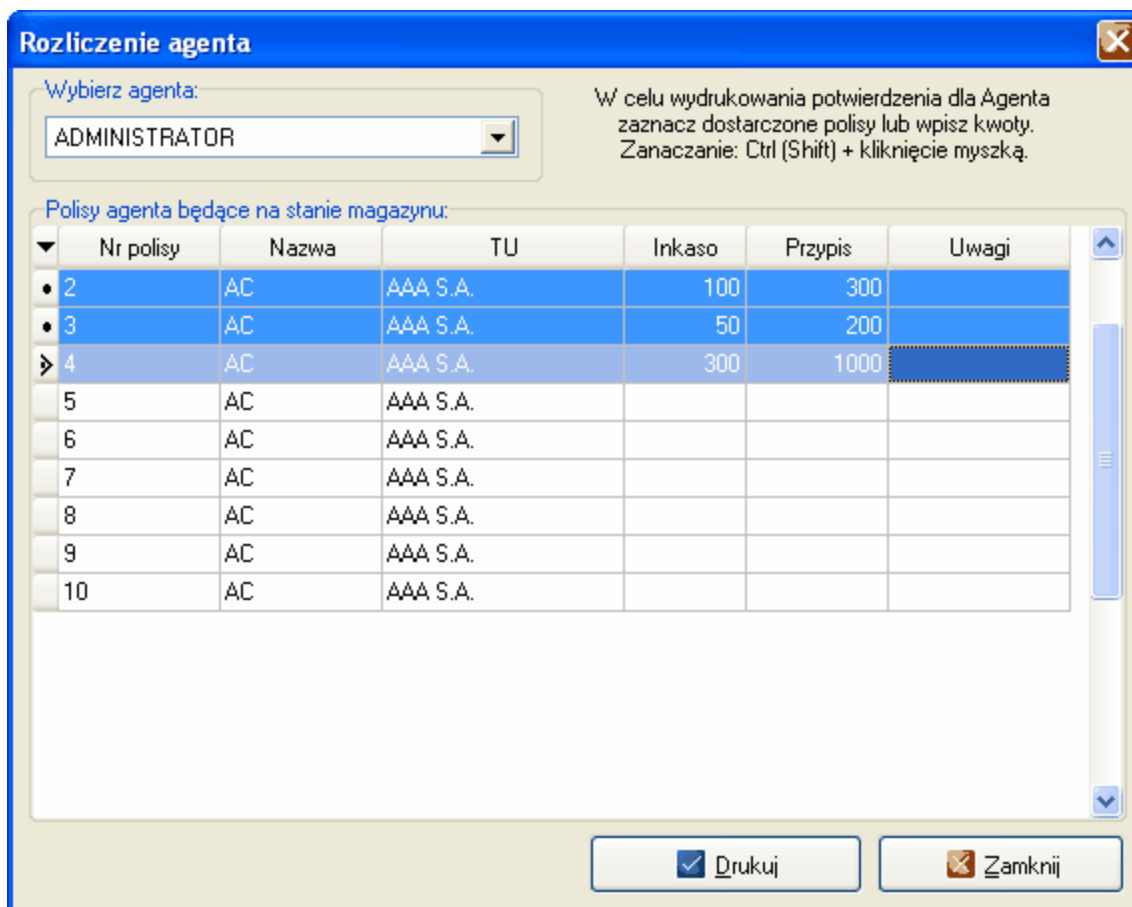 Rozliczenie agenta
Wybierz agenta:
ADMINISTRATOR
W celu wydrukowania potwierdzenia dla Agenta
zaznacz dostarczone polisy lub wpisz kwoty.
Zanaczanie: Ctrl (Shift) + kliknięcie myszką.
Polisy agenta będące na stanie magazynu:
Nr polisy Nazwa TU Inkaso Przypis Uwagi
2 AC AAA S.A. 100 300
3 AC AAA S.A. 50 200
4 AC AAA S.A. 300 1000
5 AC AAA S.A.
6 AC AAA S.A.
7 AC AAA S.A.
8 AC AAA S.A.
9 AC AAA S.A.
10 AC AAA S.A.
Drukuj Zamknij